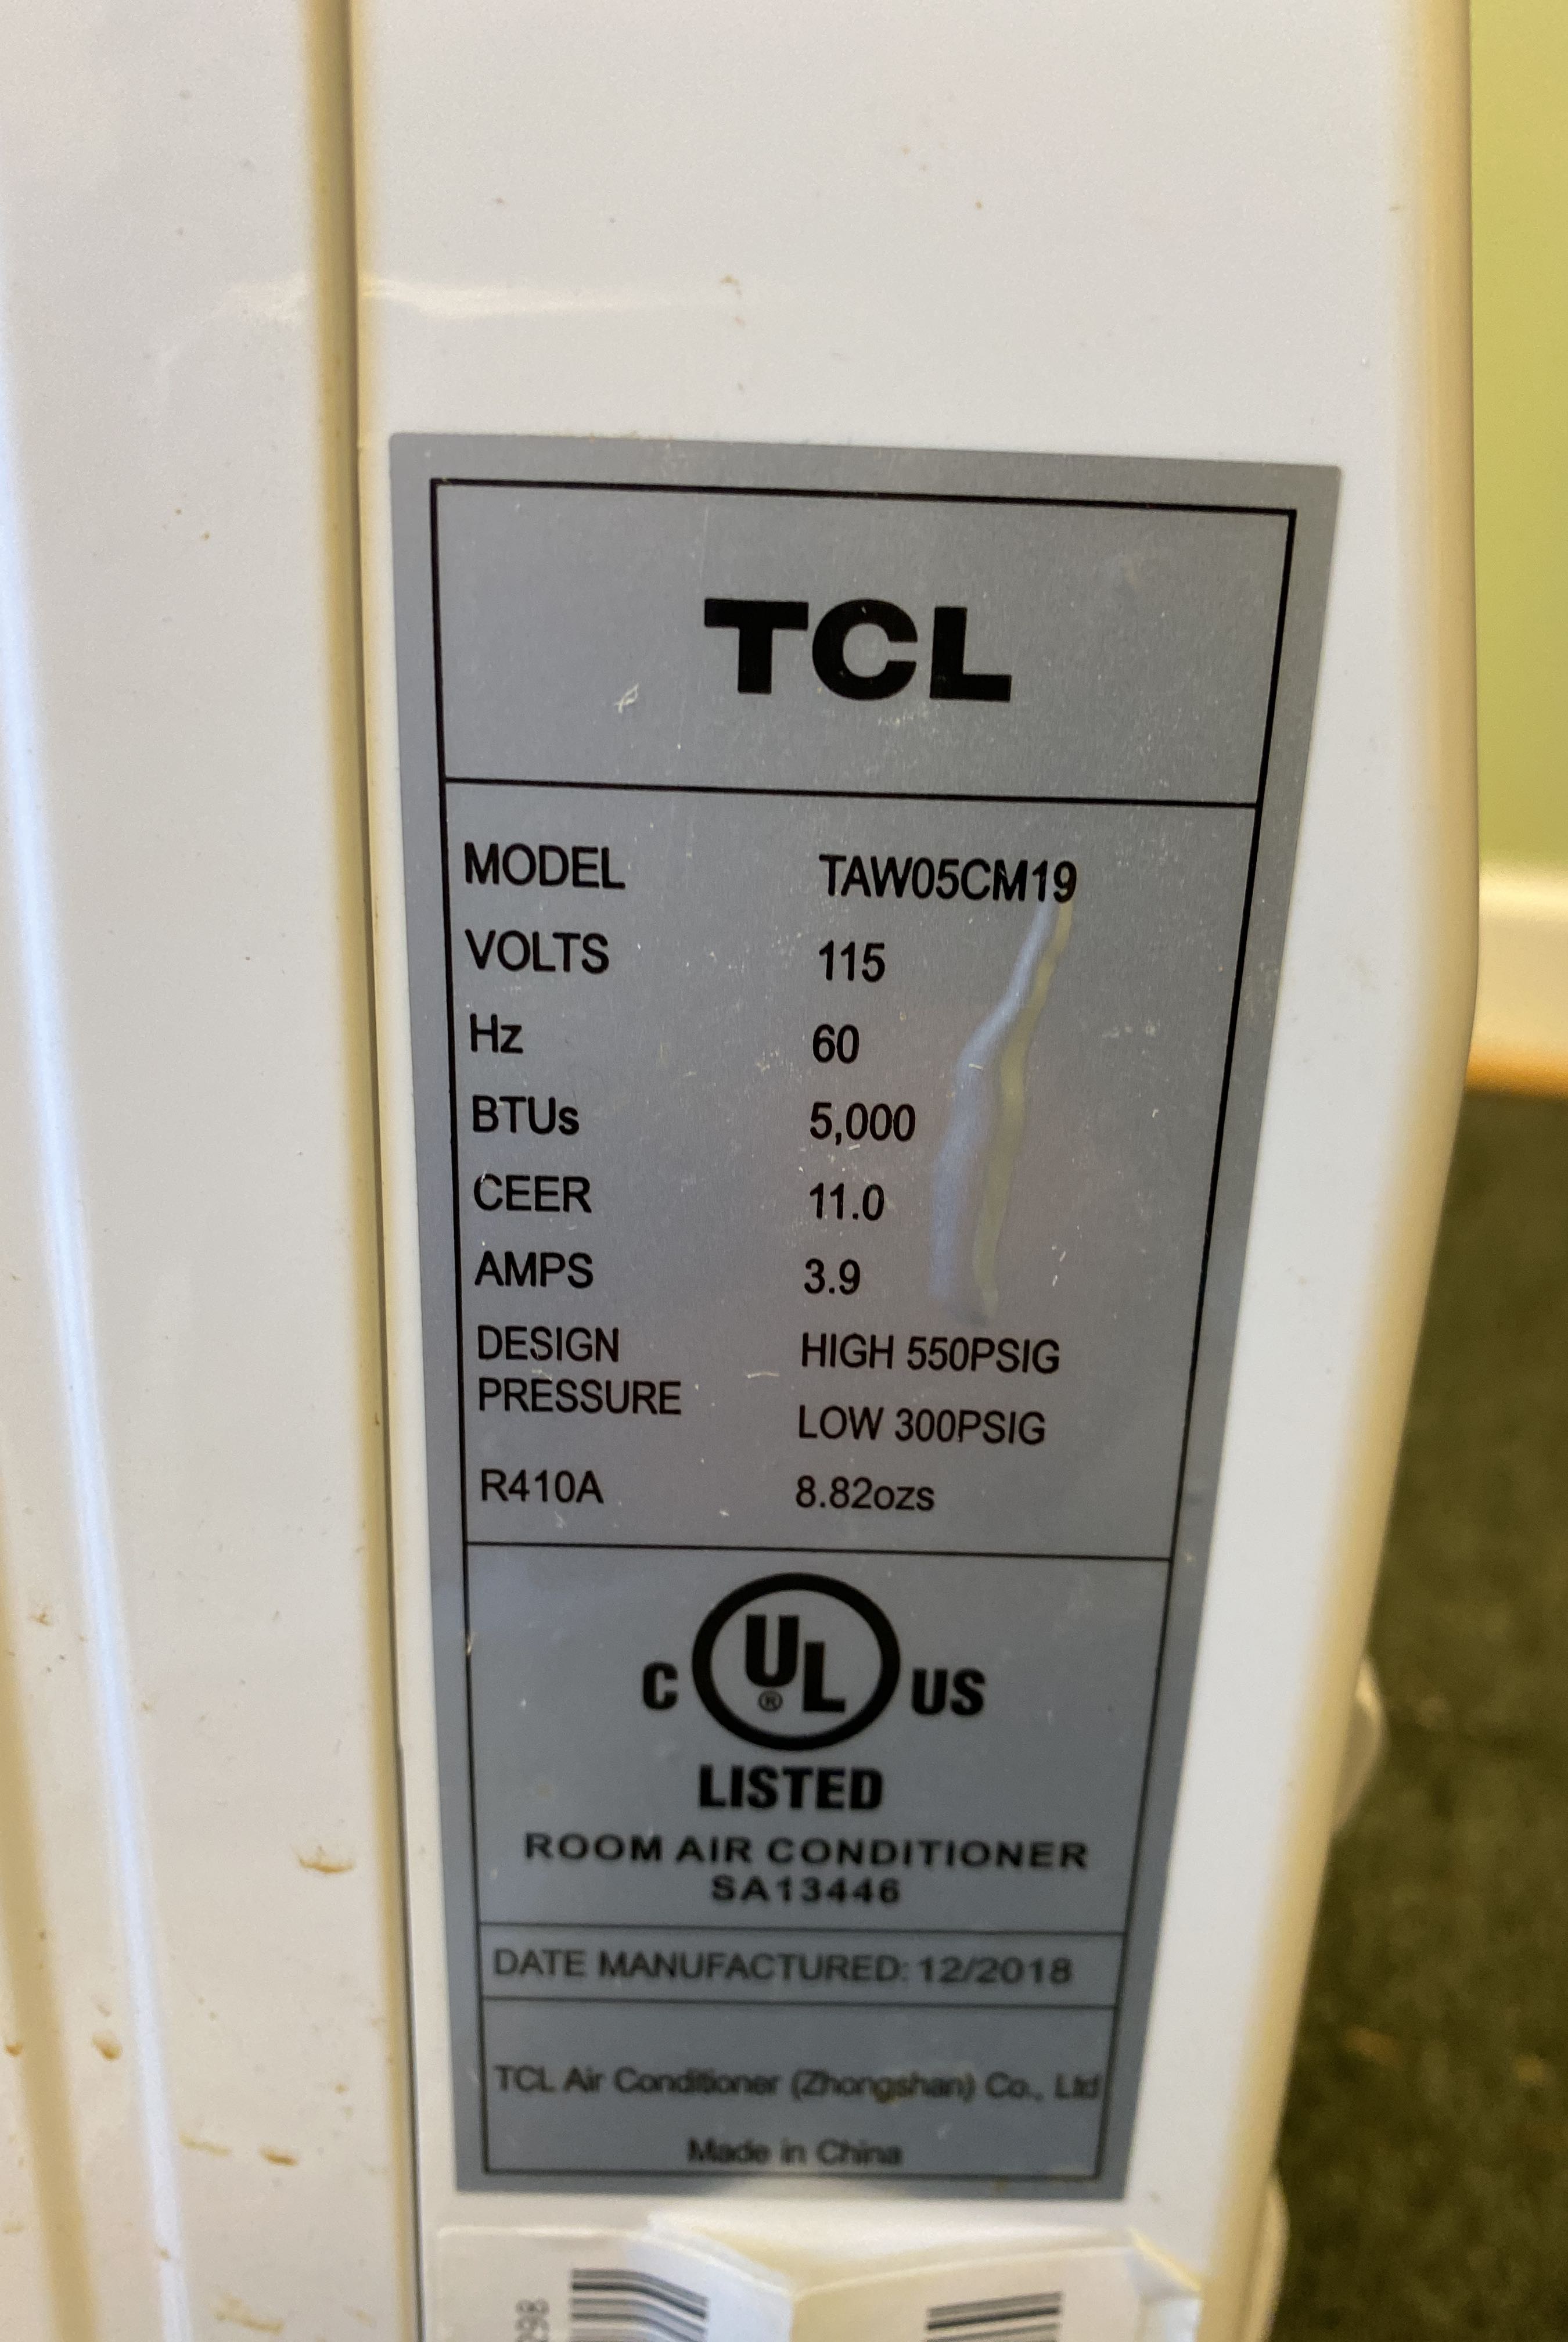 TCL
MODEL TAW05CM19
VOLTS 115
Hz 60
BTUs 5,000
CEER 11.0
AMPS 3.9
DESIGN PRESSURE HIGH 550PSIG
LOW 300PSIG
R410A 8.82ozs
C UL® US
LISTED
ROOM AIR CONDITIONER
SA13446
DATE MANUFACTURED: 12/2018
TCL Air Conditioner (Zhongshan) Co., Ltd
Made in China